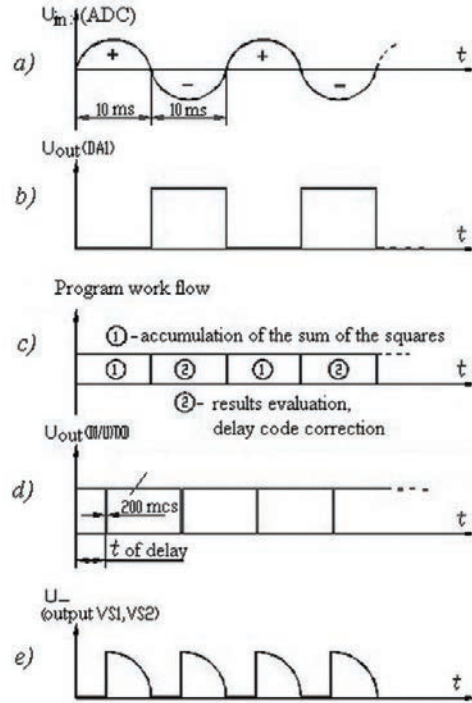 Uin: (ADC)
a)
+
−
+
−
t
10 ms
10 ms
Uout (DA1)
b)
t
Program work flow
① - accumulation of the sum of the squares
c)
①
②
①
②
t
② - results evaluation,
delay code correction
Uout
d)
200 mcs
t
t of delay
U_
(output VS1,VS2)
e)
t